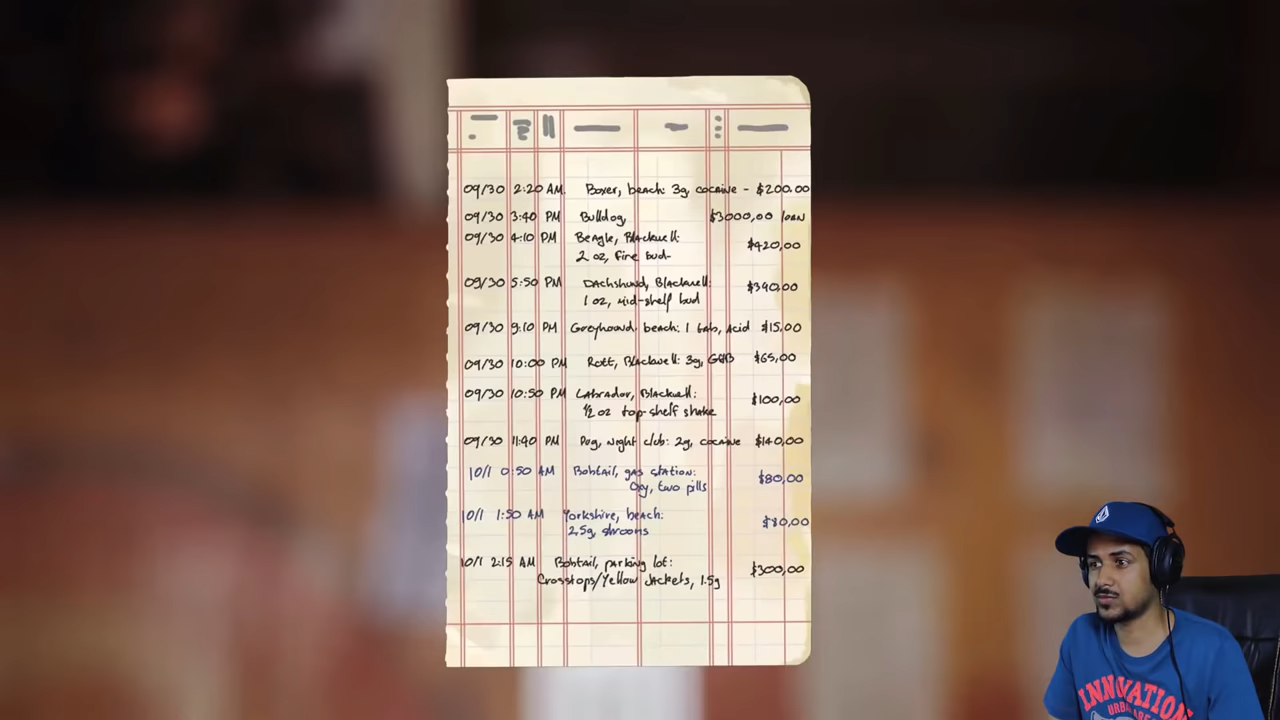 09/30 2:20 AM. Boxer, beach: 3g, cocaine - $200.00
09/30 3:40 PM Bulldog, $3000,00 loan
09/30 4:10 PM Beagle, Blackwell: $420,00
2 oz, fire bud-
09/30 5:50 PM Dachshund, Blackwell: $340,00
1 oz, mid-shelf bud
09/30 9:10 PM Greyhound, beach: 1 tab, acid $15.00
09/30 10:00 PM Rott, Blackwell: 3g, GHB $65,00
09/30 10:50 PM Labrador, Blackwell: $100,00
1/2 oz top-shelf shake
09/30 11:40 PM Pug, night club: 2g, cocaine $140,00
10/1 0:50 AM Bobtail, gas station: $80,00
Oxy, two pills
10/1 1:50 AM Yorkshire, beach: $80,00
2,5g, shrooms
10/1 2:15 AM Bobtail, parking lot: $300,00
Crosstops/Yellow Jackets, 1.5g
INNOVATION